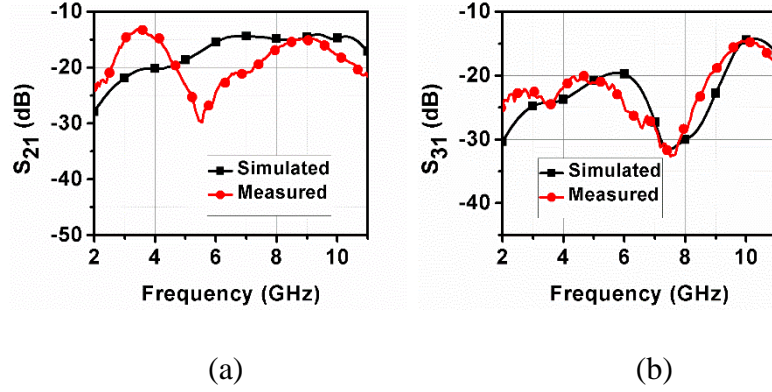 -10
-20
-30
-40
-50
2 4 6 8 10
S21 (dB)
Frequency (GHz)
Simulated
Measured
(a)
-10
-20
-30
-40
2 4 6 8 10
S31 (dB)
Frequency (GHz)
Simulated
Measured
(b)